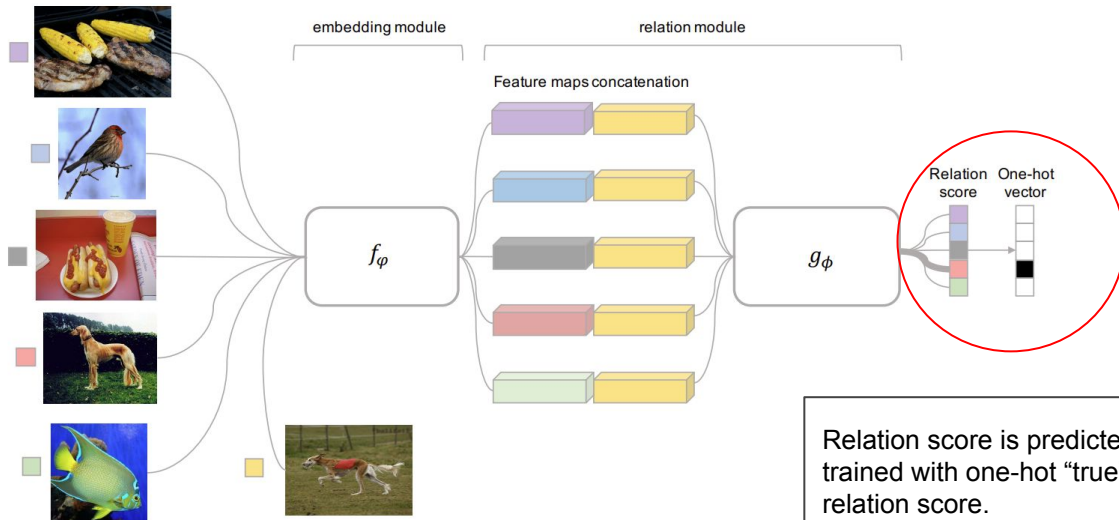 embedding module
relation module
Feature maps concatenation
Relation
score
One-hot
vector
fφ
gϕ
Relation score is predicte
trained with one-hot “true
relation score.